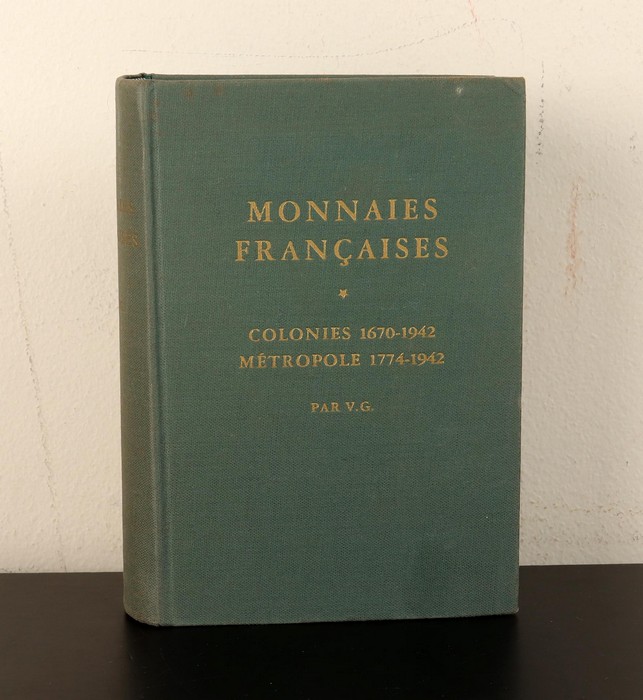 MONNAIES
FRANÇAISES
COLONIES 1670-1942
MÉTROPOLE 1774-1942
PAR V.G.